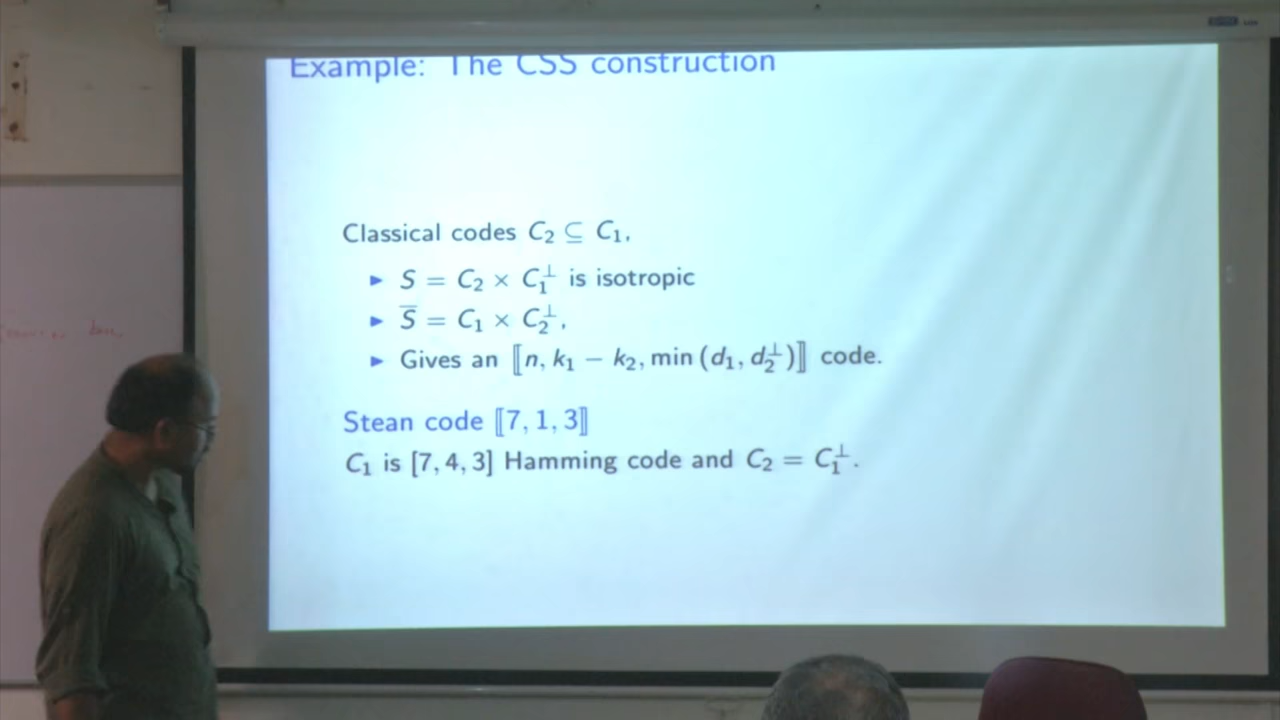 Example: The CSS construction
Classical codes C₂ ⊆ C₁,
▶ S = C₂ × C₁^⊥ is isotropic
▶ S̅ = C₁ × C₂^⊥,
▶ Gives an ⟦n, k₁ − k₂, min (d₁, d₂^⊥)⟧ code.
Stean code ⟦7, 1, 3⟧
C₁ is [7, 4, 3] Hamming code and C₂ = C₁^⊥.